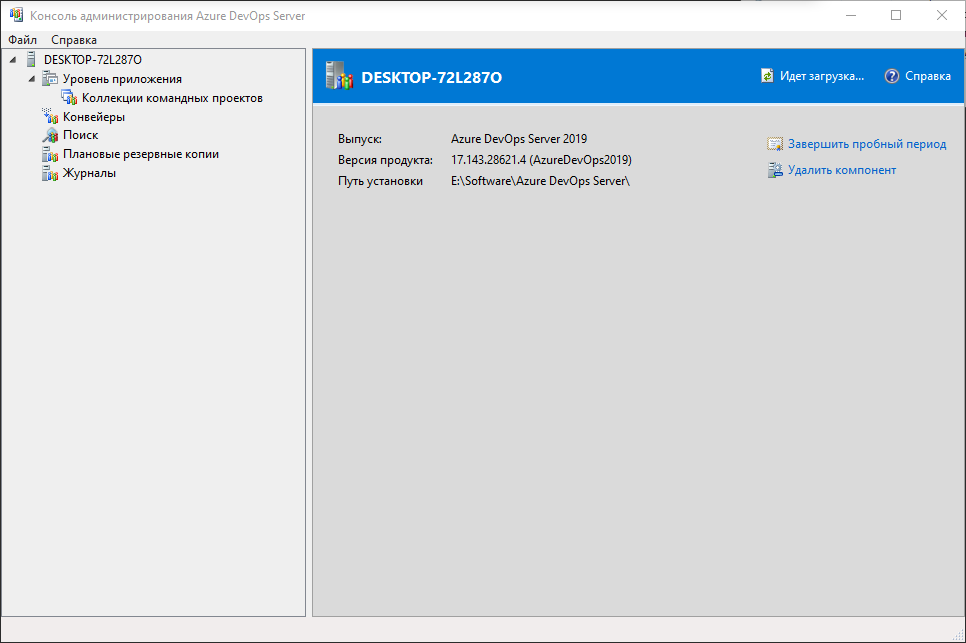 Консоль администрирования Azure DevOps Server
Файл Справка
DESKTOP-72L287O
Уровень приложения
Коллекции командных проектов
Конвейеры
Поиск
Плановые резервные копии
Журналы
DESKTOP-72L287O
Идет загрузка...
Справка
Выпуск: Azure DevOps Server 2019
Версия продукта: 17.143.28621.4 (AzureDevOps2019)
Путь установки E:\Software\Azure DevOps Server\
Завершить пробный период
Удалить компонент